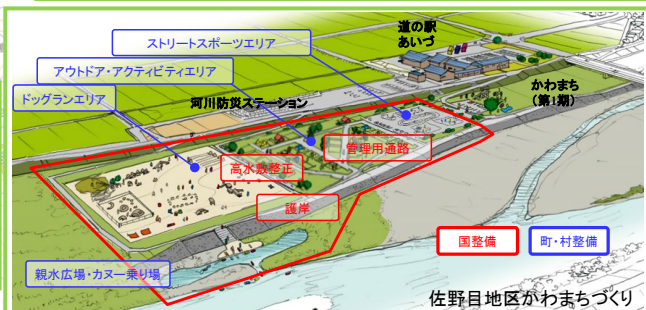 道の駅
あいづ
ストリートスポーツエリア
アウトドア・アクティビティエリア
ドッグランエリア
河川防災ステーション
かわまち
(第1期)
管理用通路
高水敷整正
護岸
国整備
町・村整備
親水広場・カヌー乗り場
佐野目地区かわまちづくり